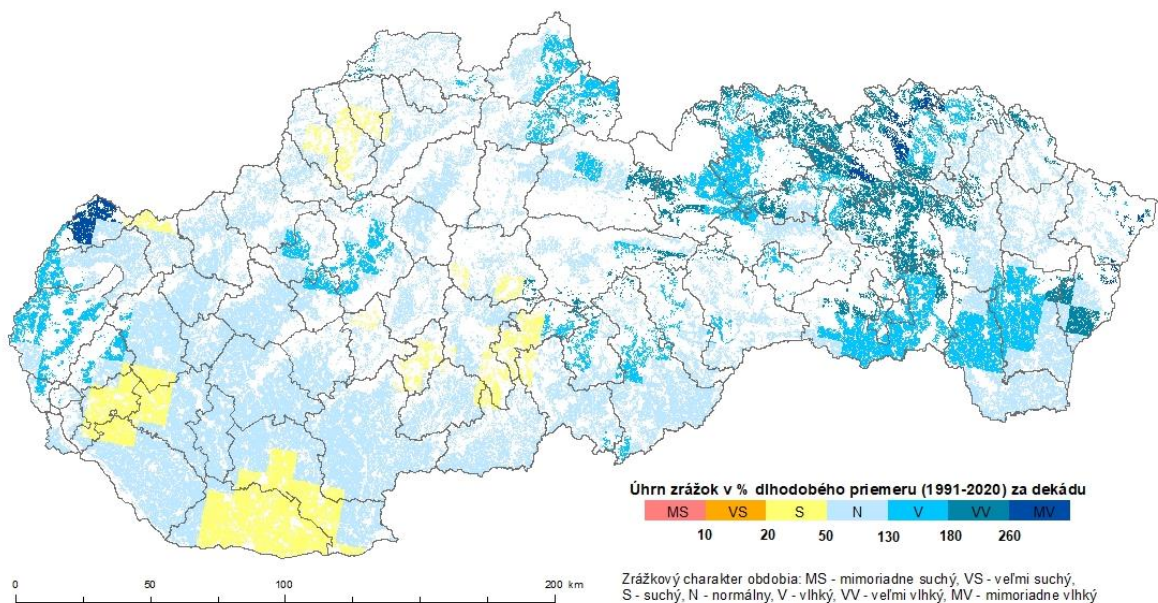 Úhrn zrážok v % dlhodobého priemeru (1991-2020) za dekádu
MS VS S N V VV MV
10 20 50 130 180 260
0 50 100 200 km
Zrážkový charakter obdobia: MS - mimoriadne suchý, VS - veľmi suchý,
S - suchý, N - normálny, V - vlhký, VV - veľmi vlhký, MV - mimoriadne vlhký